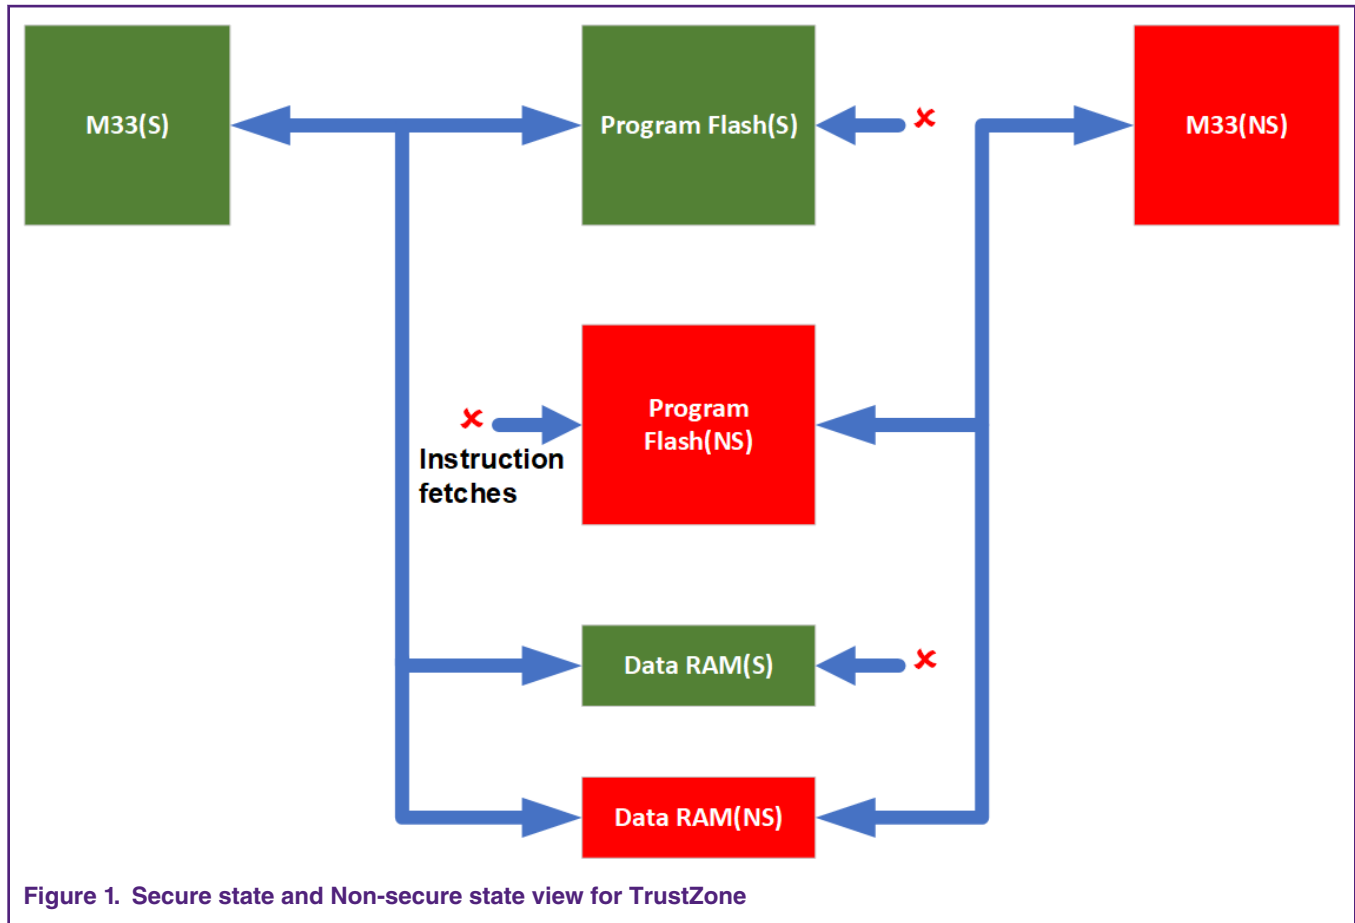 M33(S)
Program Flash(S)
M33(NS)
Program
Flash(NS)
Instruction
fetches
Data RAM(S)
Data RAM(NS)
Figure 1. Secure state and Non-secure state view for TrustZone